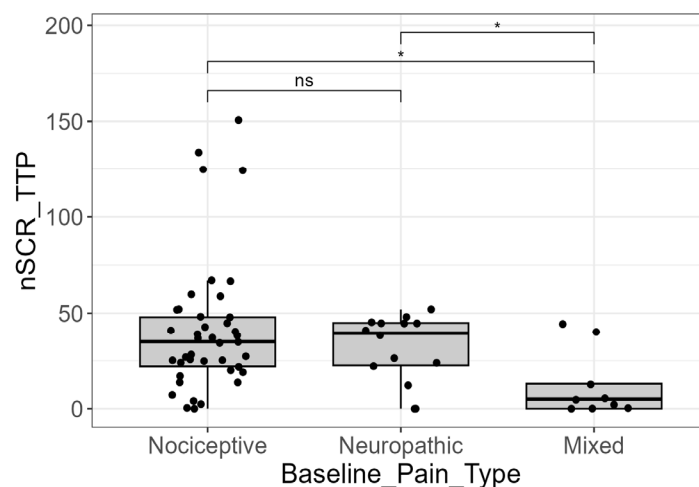 200
*
*
ns
150
100
50
0
nSCR_TTP
Nociceptive Neuropathic Mixed
Baseline_Pain_Type